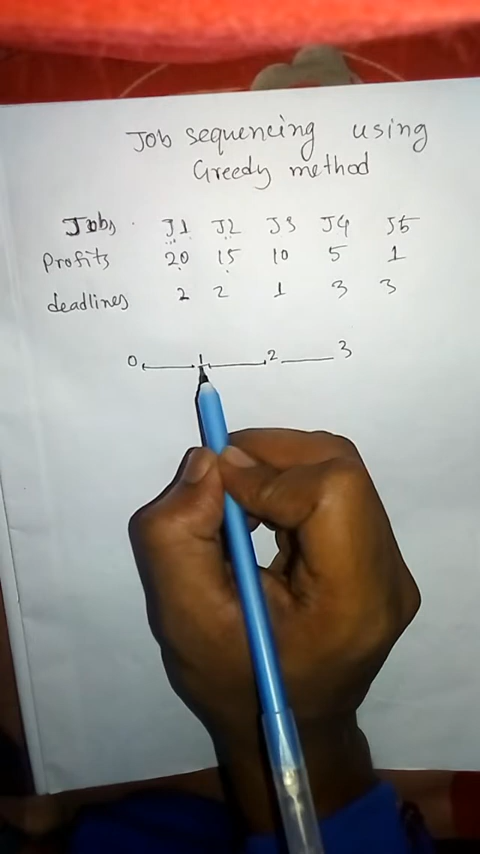 Job sequencing using
Greedy method
Jobs. J1 J2 J3 J4 J5
Profits 20 15 10 5 1
deadlines 2 2 1 3 3
0 1 2 3